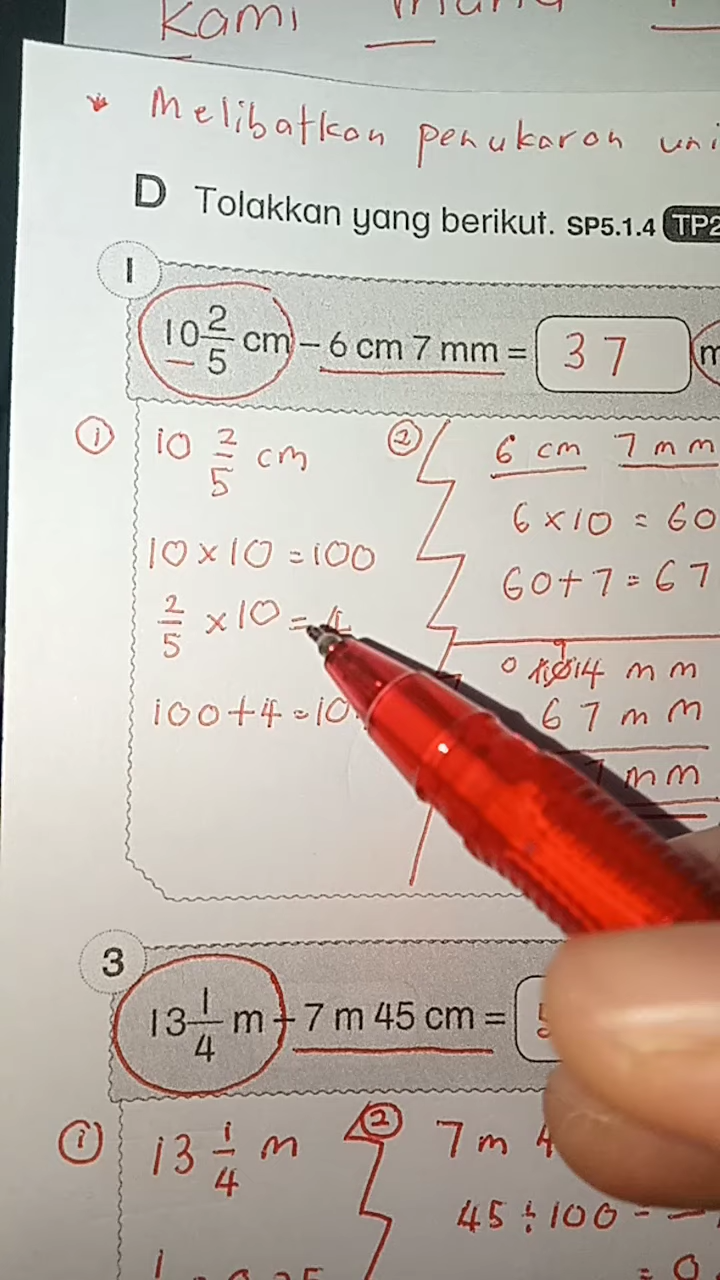 Kami
* Melibatkan penukaran uni
D Tolakkan yang berikut. SP5.1.4 TP2
1
10 2/5 cm – 6 cm 7 mm = 37 m
1 10 2/5 cm
10 × 10 = 100
2/5 × 10 = 4
100 + 4 = 10
2 6 cm 7 mm
6 × 10 = 60
60 + 7 = 67
mm
67 mm
mm
3
13 1/4 m – 7 m 45 cm =
1 13 1/4 m
2 7 m 4
45 ÷ 100 =